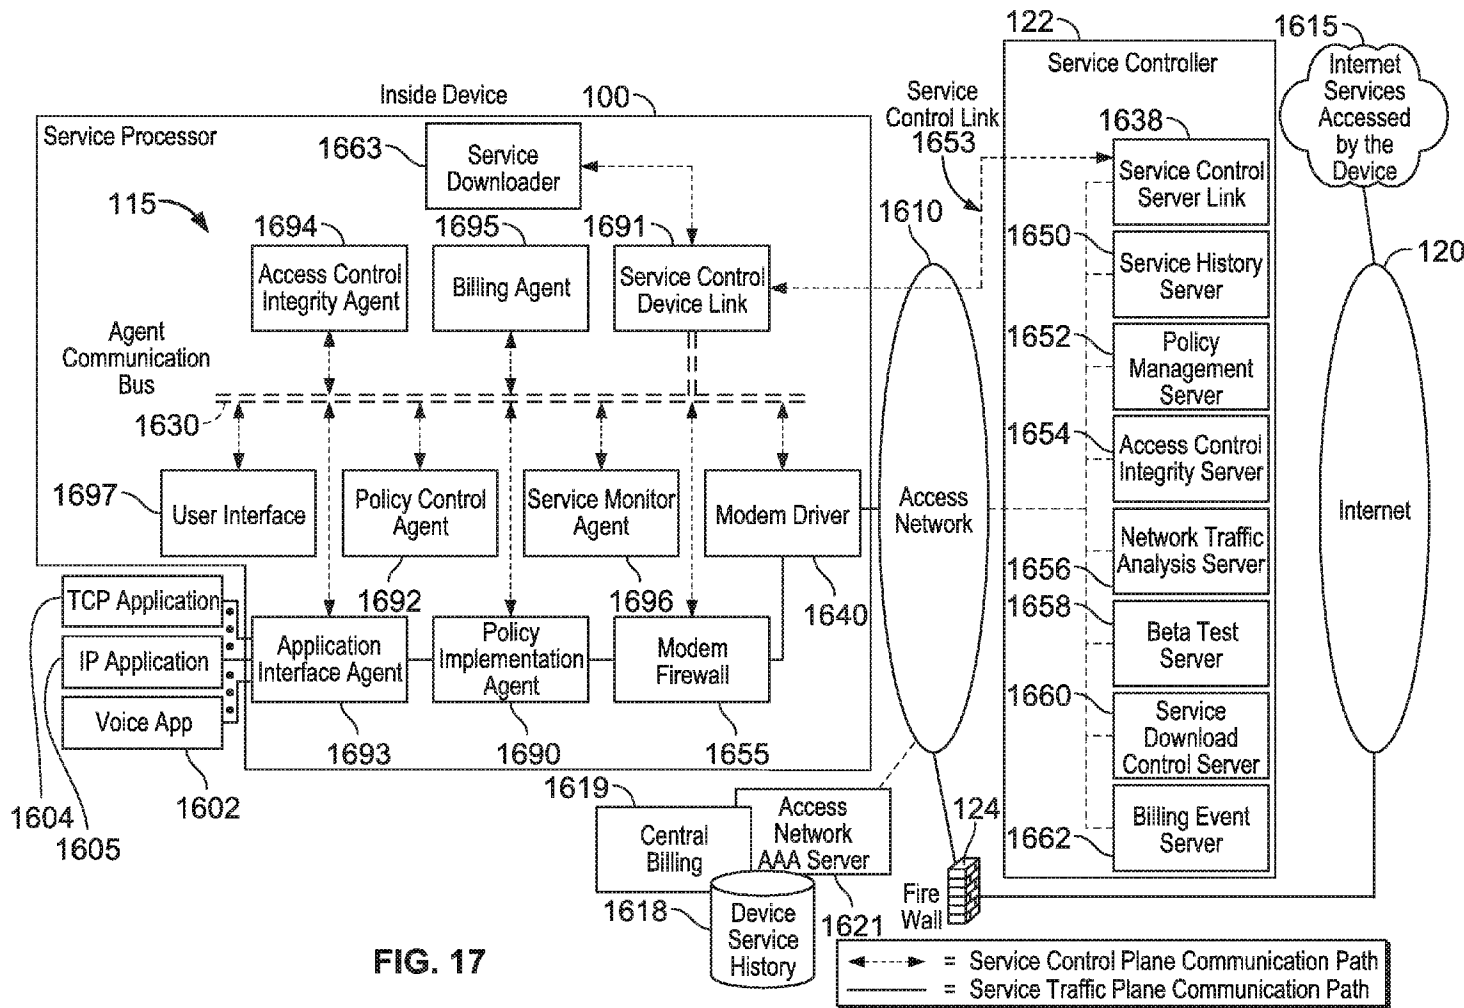 122
1615
Service Controller
Internet
Services
Accessed
by the
Device
Inside Device
100
Service
Control Link
1653
Service Processor
1663
Service
Downloader
1638
Service Control
Server Link
115
1694
Access Control
Integrity Agent
1695
Billing Agent
1691
Service Control
Device Link
1610
1650
Service History
Server
120
Agent
Communication
Bus
1630
1652
Policy
Management
Server
1654
Access Control
Integrity Server
1697
User Interface
Policy Control
Agent
Service Monitor
Agent
Modem Driver
Access
Network
Internet
Network Traffic
Analysis Server
1656
1692
1696
1640
1658
Beta Test
Server
TCP Application
IP Application
Voice App
Application
Interface Agent
Policy
Implementation
Agent
Modem
Firewall
1660
Service
Download
Control Server
1693
1690
1655
1604
1605
1602
1619
Central
Billing
Access
Network
AAA Server
124
1662
Billing Event
Server
1618
Device
Service
History
1621
Fire
Wall
FIG. 17
= Service Control Plane Communication Path
= Service Traffic Plane Communication Path